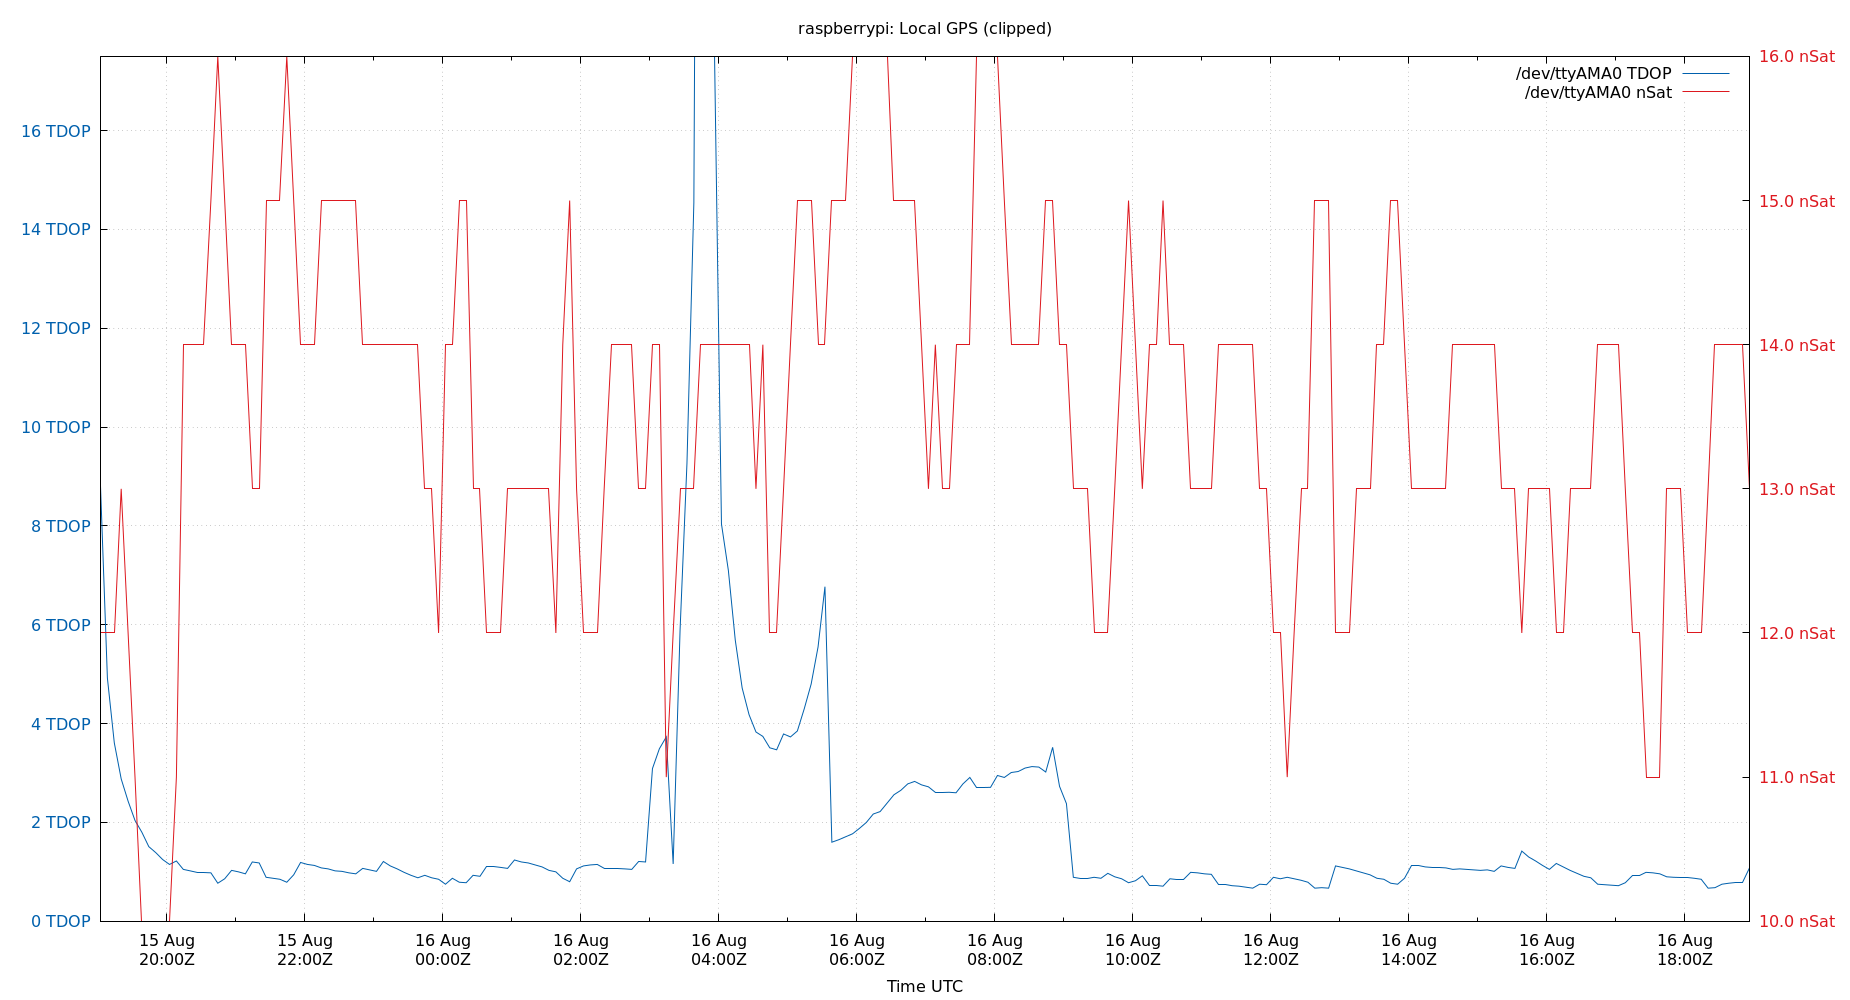 raspberrypi: Local GPS (clipped)
/dev/ttyAMA0 TDOP
/dev/ttyAMA0 nSat
16 TDOP
14 TDOP
12 TDOP
10 TDOP
8 TDOP
6 TDOP
4 TDOP
2 TDOP
0 TDOP
16.0 nSat
15.0 nSat
14.0 nSat
13.0 nSat
12.0 nSat
11.0 nSat
10.0 nSat
15 Aug
20:00Z
15 Aug
22:00Z
16 Aug
00:00Z
16 Aug
02:00Z
16 Aug
04:00Z
16 Aug
06:00Z
16 Aug
08:00Z
16 Aug
10:00Z
16 Aug
12:00Z
16 Aug
14:00Z
16 Aug
16:00Z
16 Aug
18:00Z
Time UTC